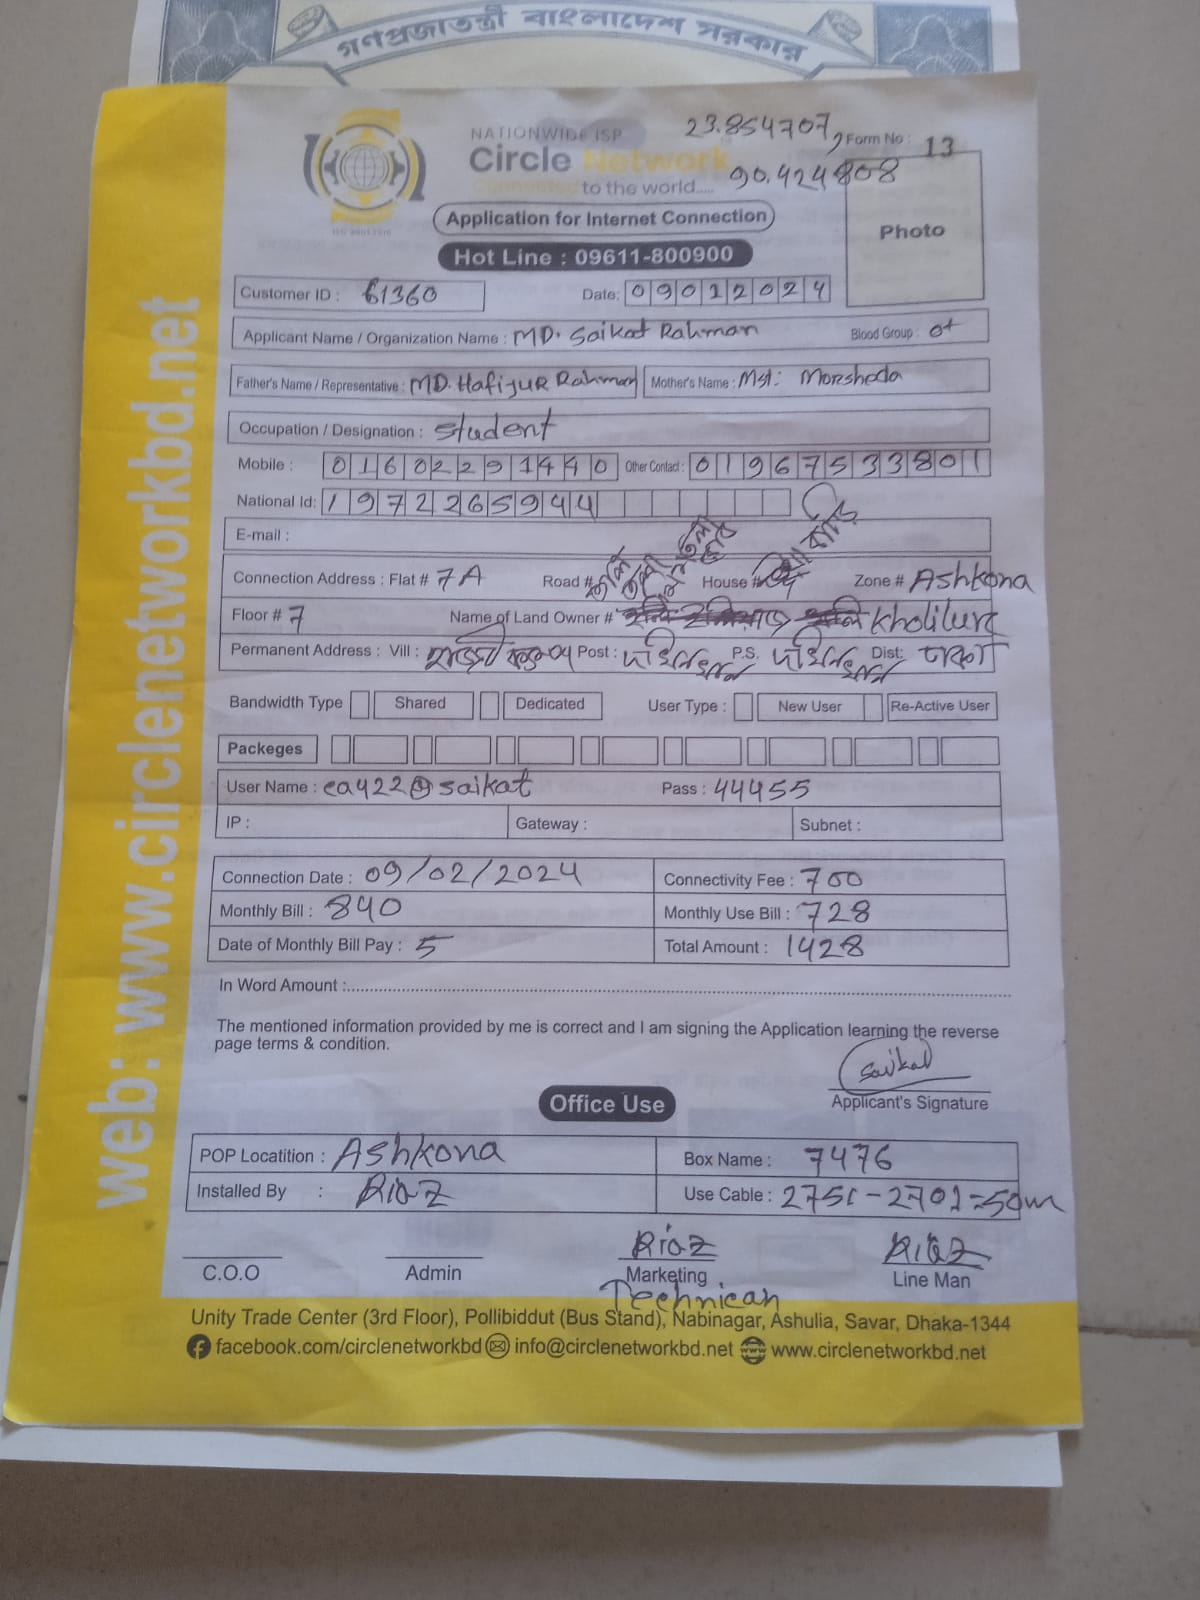 গণপ্রজাতন্ত্রী বাংলাদেশ সরকার
23.854707,
90.424808
Form No : 13
NATIONWIDE ISP
Circle Network
Connected to the world.....
Application for Internet Connection
Hot Line : 09611-800900
Photo
web: www.circlenetworkbd.net
Customer ID : 61360 Date: 09012024
Applicant Name / Organization Name : MD. Saikat Rahman Blood Group : O+
Father's Name / Representative : MD. Hafijur Rahman Mother's Name : Mst: Morsheda
Occupation / Designation : Student
Mobile : 01602291440 Other Contact : 01967533801
National Id: 1972265944
E-mail :
Connection Address : Flat # 7A Road # House # Zone # Ashkona
Floor # 7 Name of Land Owner # Kholilur
Permanent Address : Vill : Post : দক্ষিনখান P.S. দক্ষিনখান Dist: ঢাকা
Bandwidth Type Shared Dedicated User Type : New User Re-Active User
Packeges
User Name : ca422@saikat Pass : 44455
IP : Gateway : Subnet :
Connection Date : 09/02/2024 Connectivity Fee : 700
Monthly Bill : 840 Monthly Use Bill : 728
Date of Monthly Bill Pay : 5 Total Amount : 1428
In Word Amount :
The mentioned information provided by me is correct and I am signing the Application learning the reverse
page terms & condition.
Saikat
Applicant's Signature
Office Use
POP Locatition : Ashkona Box Name : 7476
Installed By : Riaz Use Cable : 2751-2701=50m
Riaz Riaz
C.O.O Admin Marketing Line Man
Technican
Unity Trade Center (3rd Floor), Pollibiddut (Bus Stand), Nabinagar, Ashulia, Savar, Dhaka-1344
facebook.com/circlenetworkbd info@circlenetworkbd.net www.circlenetworkbd.net